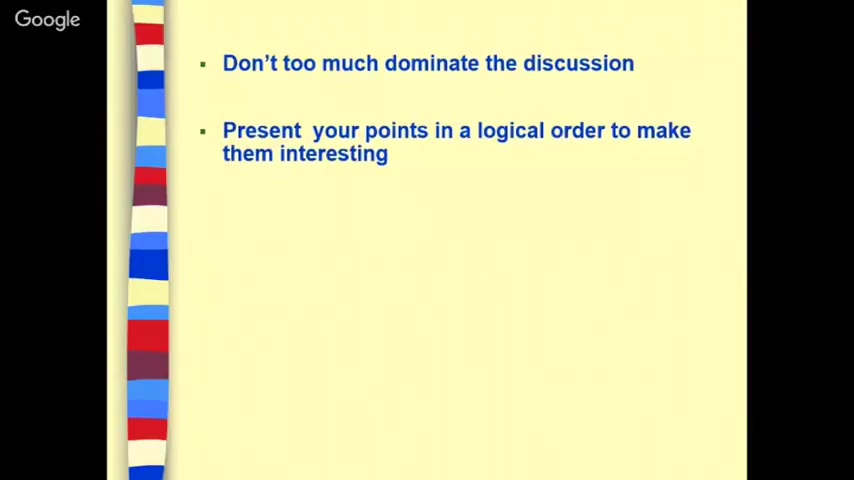 Google
Don't too much dominate the discussion
Present your points in a logical order to make
them interesting